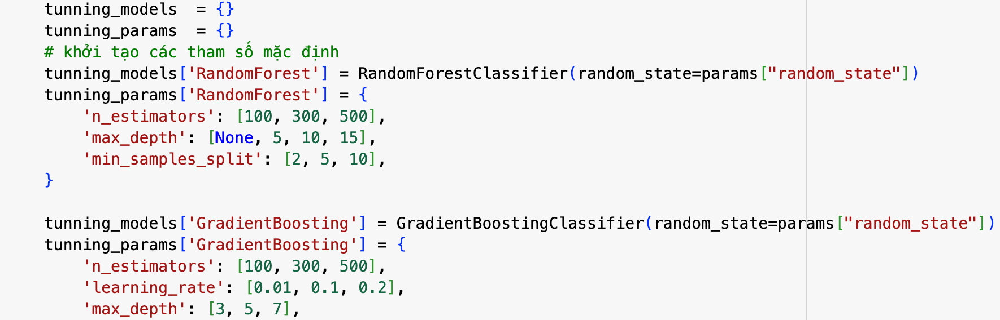 tunning_models  = {}
tunning_params  = {}
# khởi tạo các tham số mặc định
tunning_models['RandomForest'] = RandomForestClassifier(random_state=params["random_state"])
tunning_params['RandomForest'] = {
    'n_estimators': [100, 300, 500],
    'max_depth': [None, 5, 10, 15],
    'min_samples_split': [2, 5, 10],
}
tunning_models['GradientBoosting'] = GradientBoostingClassifier(random_state=params["random_state"])
tunning_params['GradientBoosting'] = {
    'n_estimators': [100, 300, 500],
    'learning_rate': [0.01, 0.1, 0.2],
    'max_depth': [3, 5, 7],